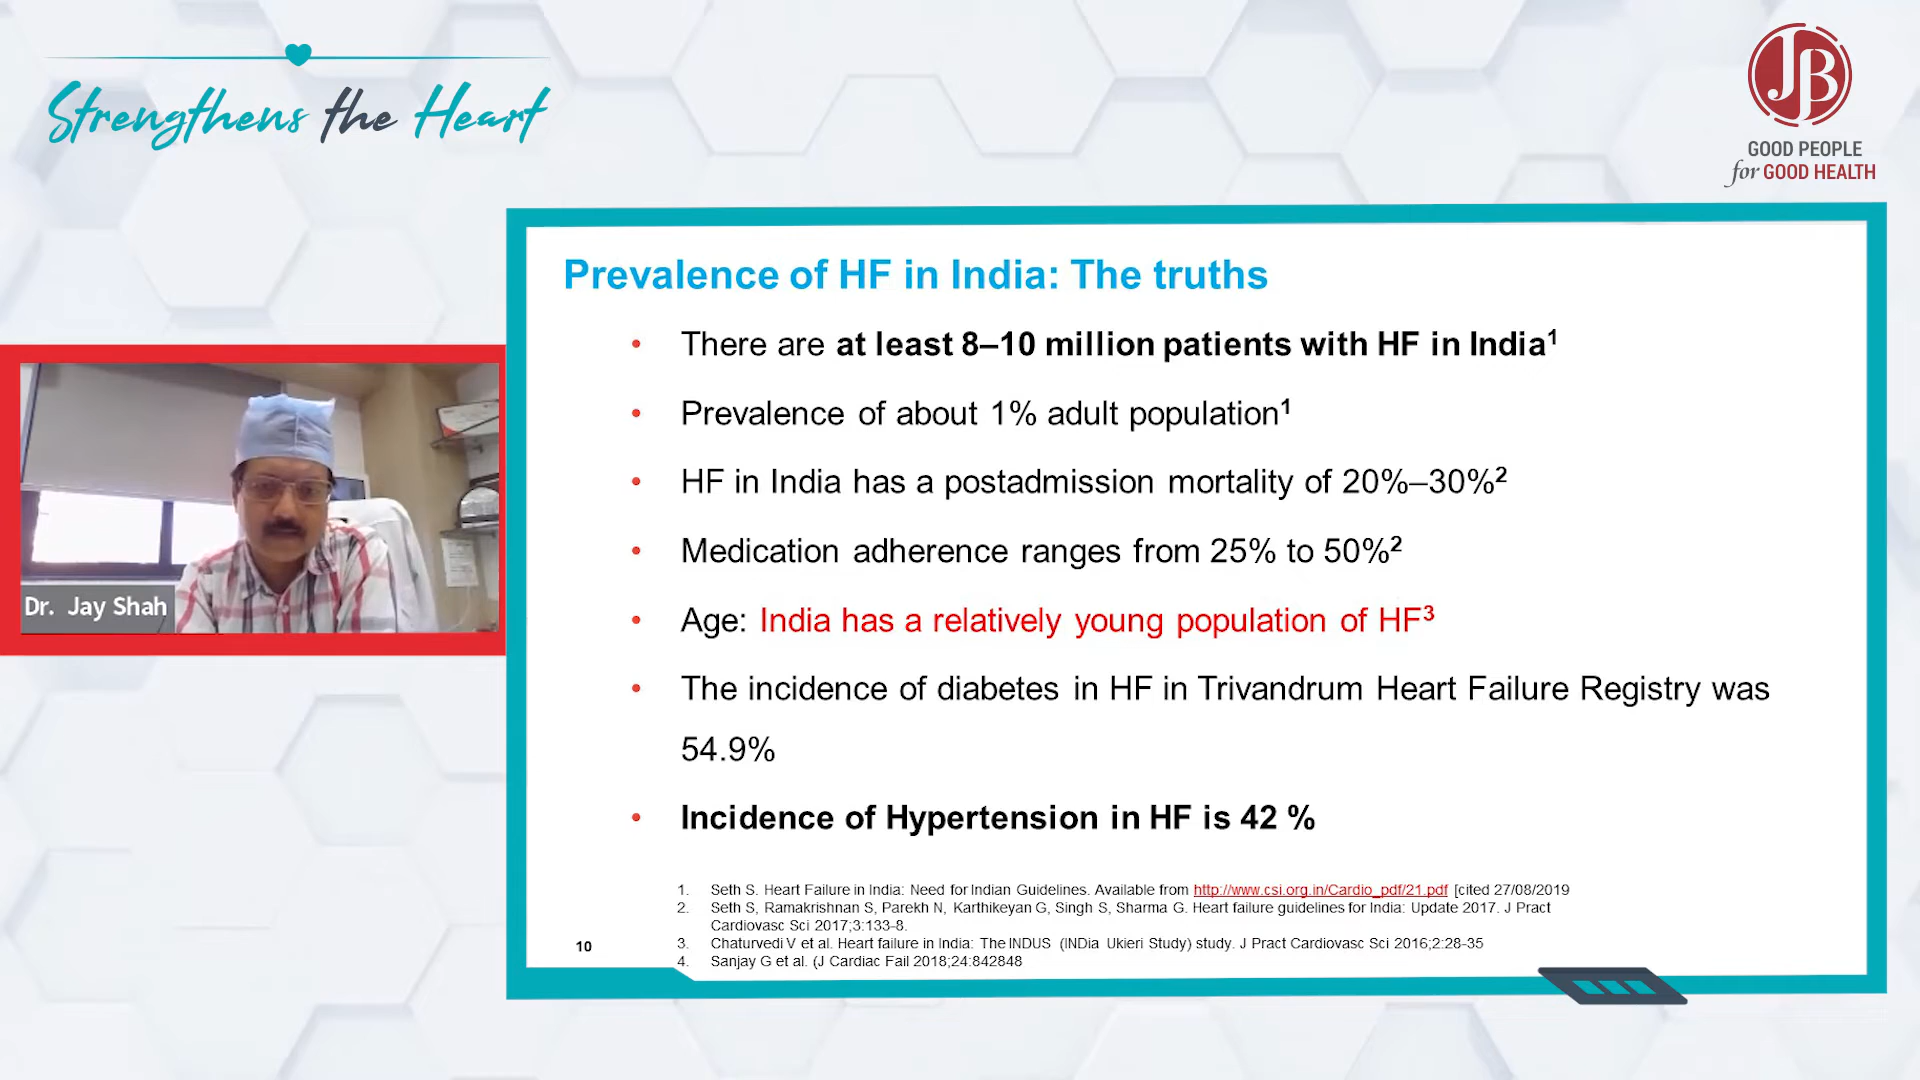 Strengthens the Heart
JB
GOOD PEOPLE
for GOOD HEALTH
Prevalence of HF in India: The truths
• There are at least 8–10 million patients with HF in India¹
• Prevalence of about 1% adult population¹
• HF in India has a postadmission mortality of 20%–30%²
• Medication adherence ranges from 25% to 50%²
• Age: India has a relatively young population of HF³
• The incidence of diabetes in HF in Trivandrum Heart Failure Registry was
54.9%
• Incidence of Hypertension in HF is 42 %
1. Seth S. Heart Failure in India: Need for Indian Guidelines. Available from http://www.csi.org.in/Cardio_pdf/21.pdf [cited 27/08/2019
2. Seth S, Ramakrishnan S, Parekh N, Karthikeyan G, Singh S, Sharma G. Heart failure guidelines for India: Update 2017. J Pract
Cardiovasc Sci 2017;3:133-8.
3. Chaturvedi V et al. Heart failure in India: The INDUS (INDia Ukieri Study) study. J Pract Cardiovasc Sci 2016;2:28-35
4. Sanjay G et al. (J Cardiac Fail 2018;24:842848
10
Dr. Jay Shah